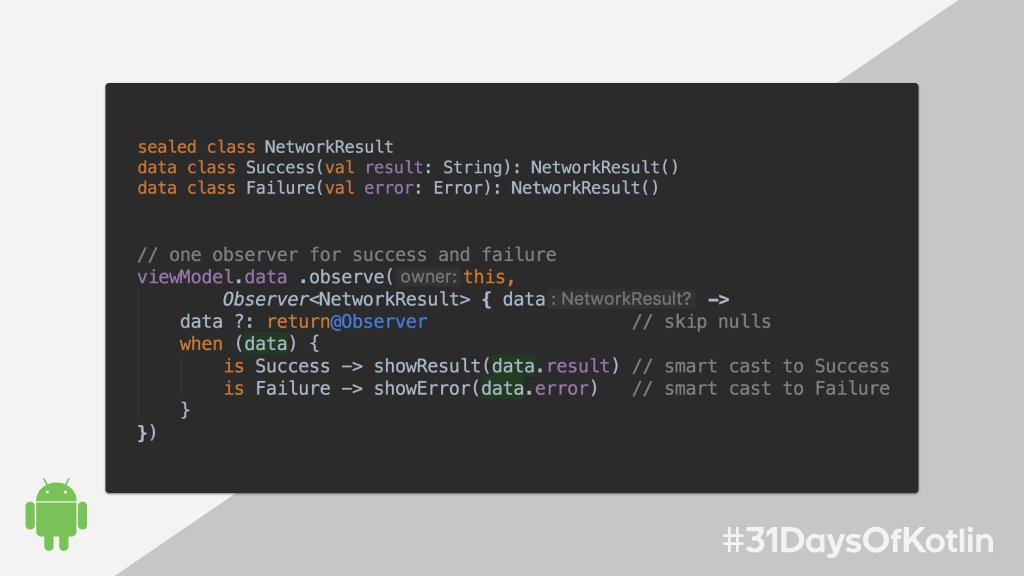 sealed class NetworkResult
data class Success(val result: String): NetworkResult()
data class Failure(val error: Error): NetworkResult()
// one observer for success and failure
viewModel.data .observe( owner: this,
Observer<NetworkResult> { data : NetworkResult? ->
data ?: return@Observer // skip nulls
when (data) {
is Success -> showResult(data.result) // smart cast to Success
is Failure -> showError(data.error) // smart cast to Failure
}
})
#31DaysOfKotlin